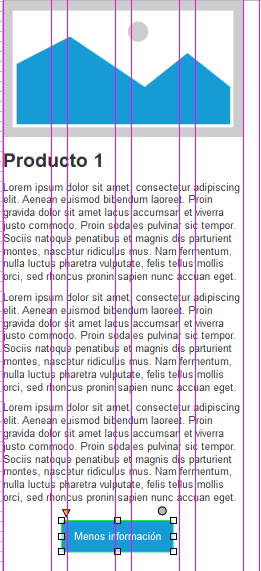 Producto 1
Lorem ipsum dolor sit amet, consectetur adipiscing
elit. Aenean euismod bibendum laoreet. Proin
gravida dolor sit amet lacus accumsan et viverra
justo commodo. Proin sodales pulvinar sic tempor.
Sociis natoque penatibus et magnis dis parturient
montes, nascetur ridiculus mus. Nam fermentum,
nulla luctus pharetra vulputate, felis tellus mollis
orci, sed rhoncus pronin sapien nunc accuan eget.
Lorem ipsum dolor sit amet, consectetur adipiscing
elit. Aenean euismod bibendum laoreet. Proin
gravida dolor sit amet lacus accumsan et viverra
justo commodo. Proin sodales pulvinar sic tempor.
Sociis natoque penatibus et magnis dis parturient
montes, nascetur ridiculus mus. Nam fermentum,
nulla luctus pharetra vulputate, felis tellus mollis
orci, sed rhoncus pronin sapien nunc accuan eget.
Lorem ipsum dolor sit amet, consectetur adipiscing
elit. Aenean euismod bibendum laoreet. Proin
gravida dolor sit amet lacus accumsan et viverra
justo commodo. Proin sodales pulvinar sic tempor.
Sociis natoque penatibus et magnis dis parturient
montes, nascetur ridiculus mus. Nam fermentum,
nulla luctus pharetra vulputate, felis tellus mollis
orci, sed rhoncus pronin sapien nunc accuan eget.
Menos información